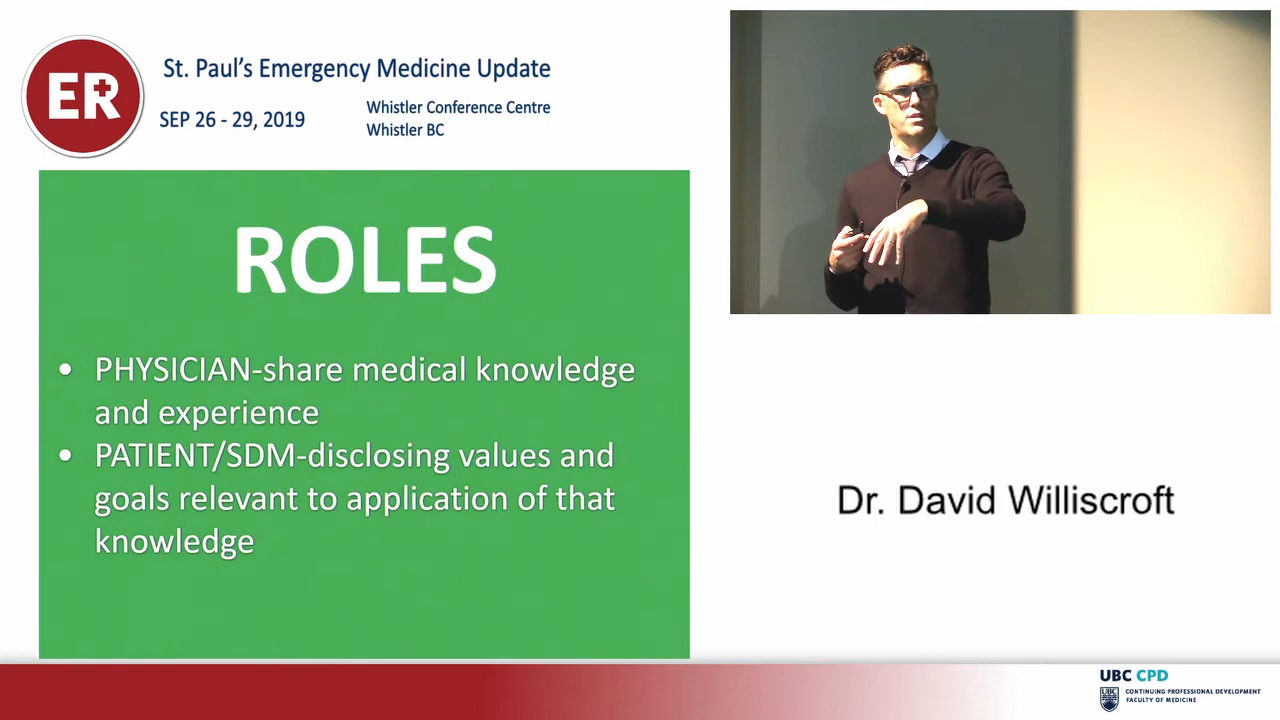 ER
St. Paul's Emergency Medicine Update
SEP 26 - 29, 2019
Whistler Conference Centre
Whistler BC
ROLES
• PHYSICIAN-share medical knowledge
and experience
• PATIENT/SDM-disclosing values and
goals relevant to application of that
knowledge
Dr. David Williscroft
UBC CPD
UBC
CONTINUING PROFESSIONAL DEVELOPMENT
FACULTY OF MEDICINE